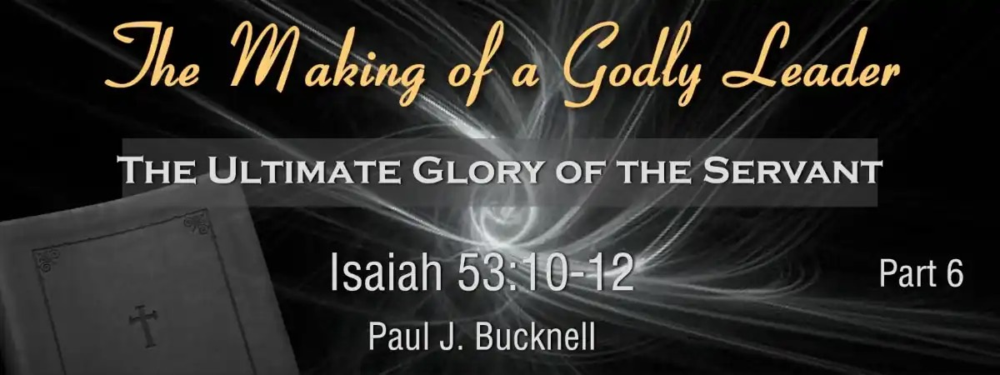 The Making of a Godly Leader
The Ultimate Glory of the Servant
Isaiah 53:10-12
Part 6
Paul J. Bucknell